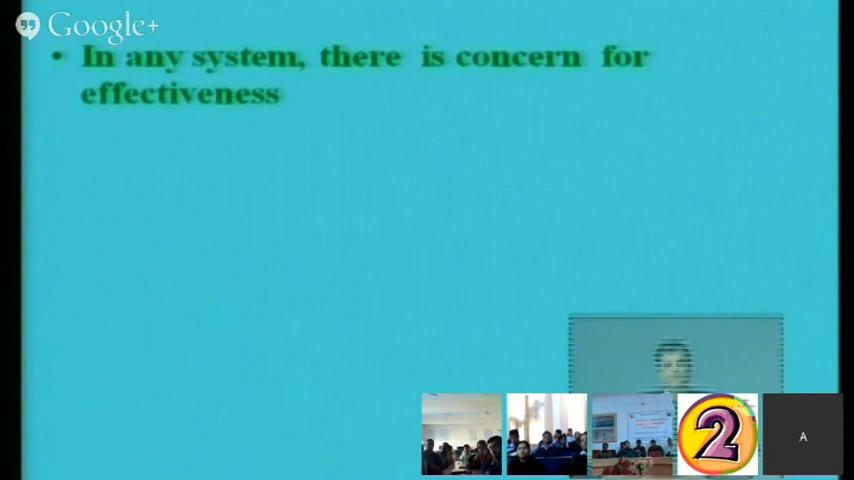 Google+
• In any system, there is concern for
effectiveness
2
A